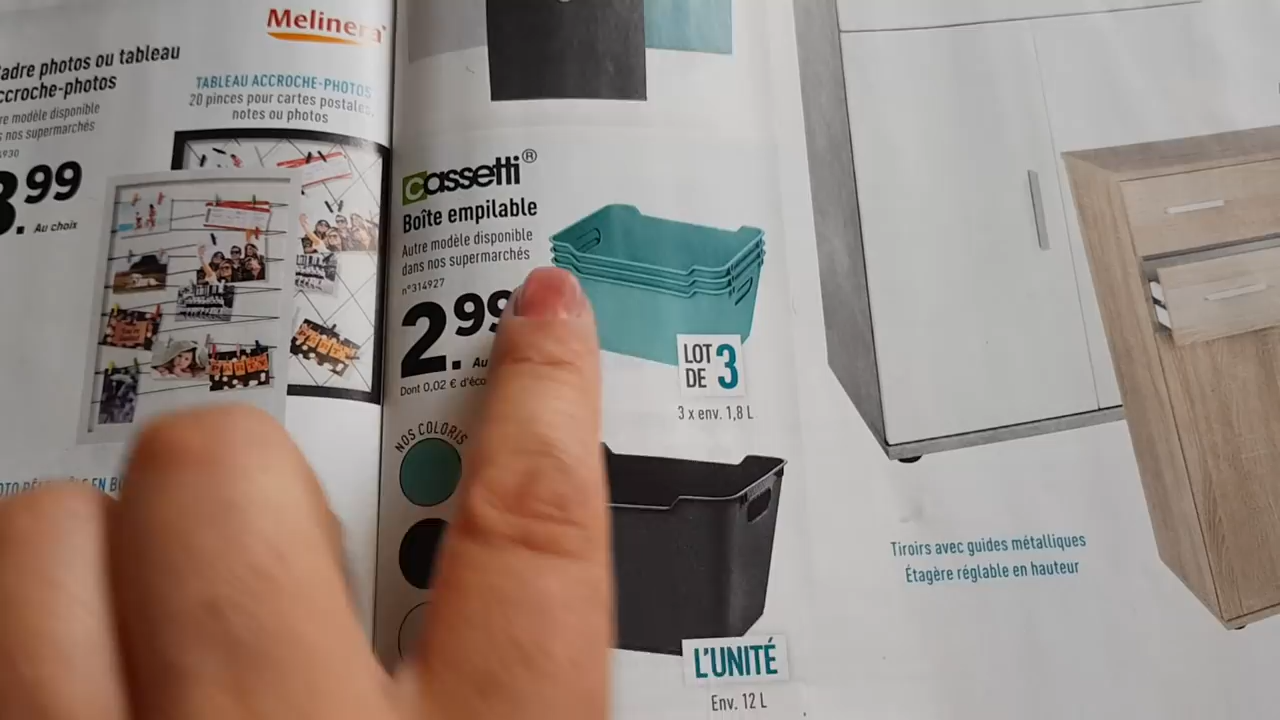 Melinera
adre photos ou tableau
ccroche-photos
re modèle disponible
s nos supermarchés
4930
3.99
Au choix
TABLEAU ACCROCHE-PHOTOS
20 pinces pour cartes postales,
notes ou photos
cassetti®
Boîte empilable
Autre modèle disponible
dans nos supermarchés
n°314927
2.99
Au
Dont 0,02 € d'éco
NOS COLORIS
LOT
DE 3
3 x env. 1,8 L
L'UNITÉ
Env. 12 L
Tiroirs avec guides métalliques
Étagère réglable en hauteur